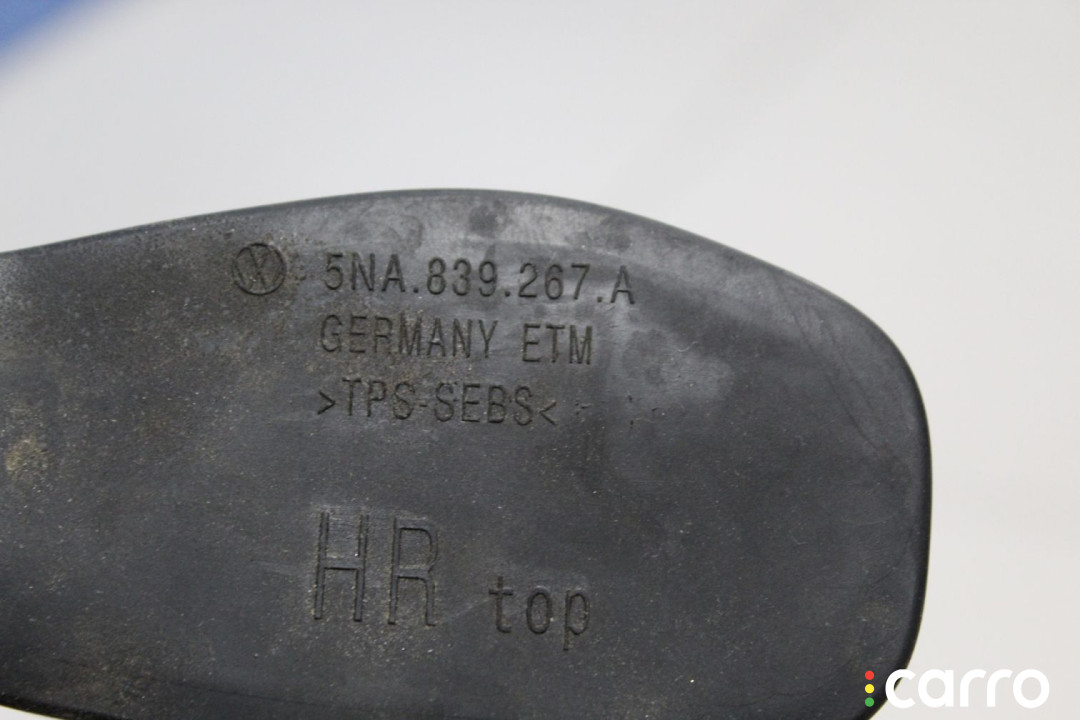 5NA.839.267.A
GERMANY ETM
>TPS-SEBS<
HR top
carro